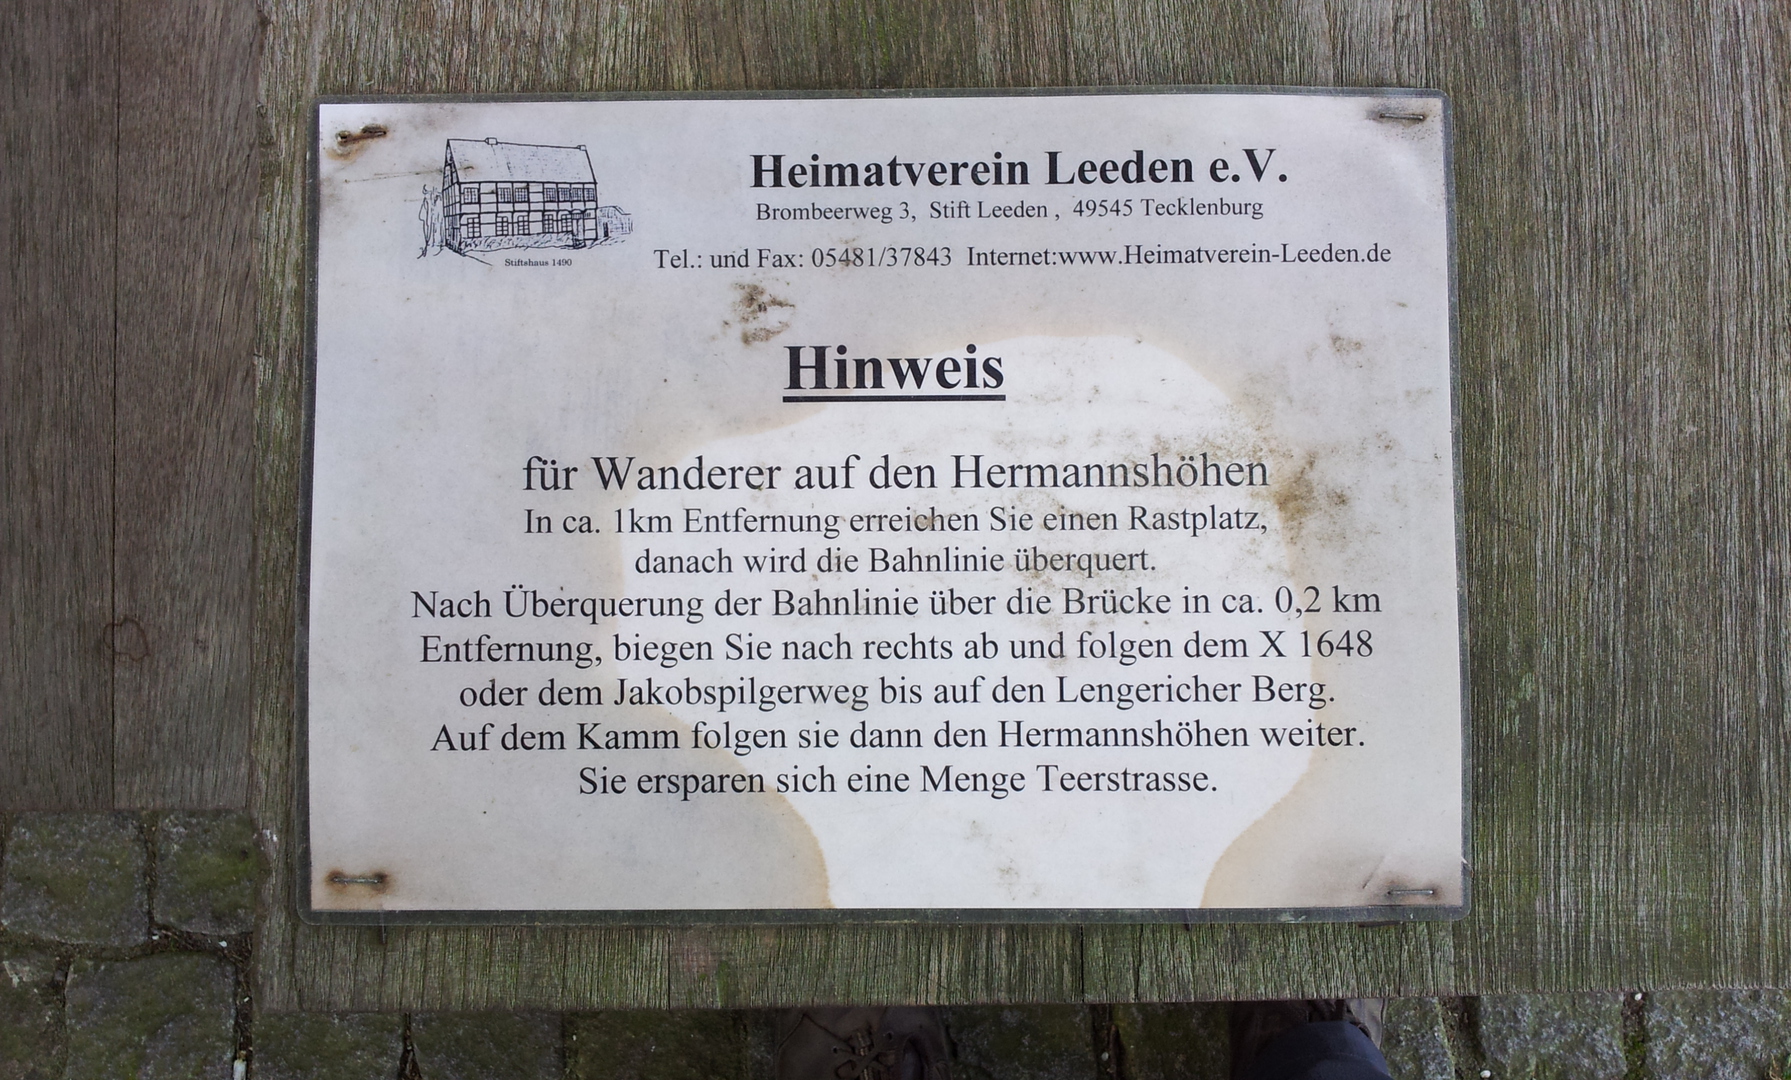 Heimatverein Leeden e.V.
Brombeerweg 3, Stift Leeden , 49545 Tecklenburg
Stiftshaus 1490
Tel.: und Fax: 05481/37843 Internet:www.Heimatverein-Leeden.de
Hinweis
für Wanderer auf den Hermannshöhen
In ca. 1km Entfernung erreichen Sie einen Rastplatz,
danach wird die Bahnlinie überquert.
Nach Überquerung der Bahnlinie über die Brücke in ca. 0,2 km
Entfernung, biegen Sie nach rechts ab und folgen dem X 1648
oder dem Jakobspilgerweg bis auf den Lengericher Berg.
Auf dem Kamm folgen sie dann den Hermannshöhen weiter.
Sie ersparen sich eine Menge Teerstrasse.